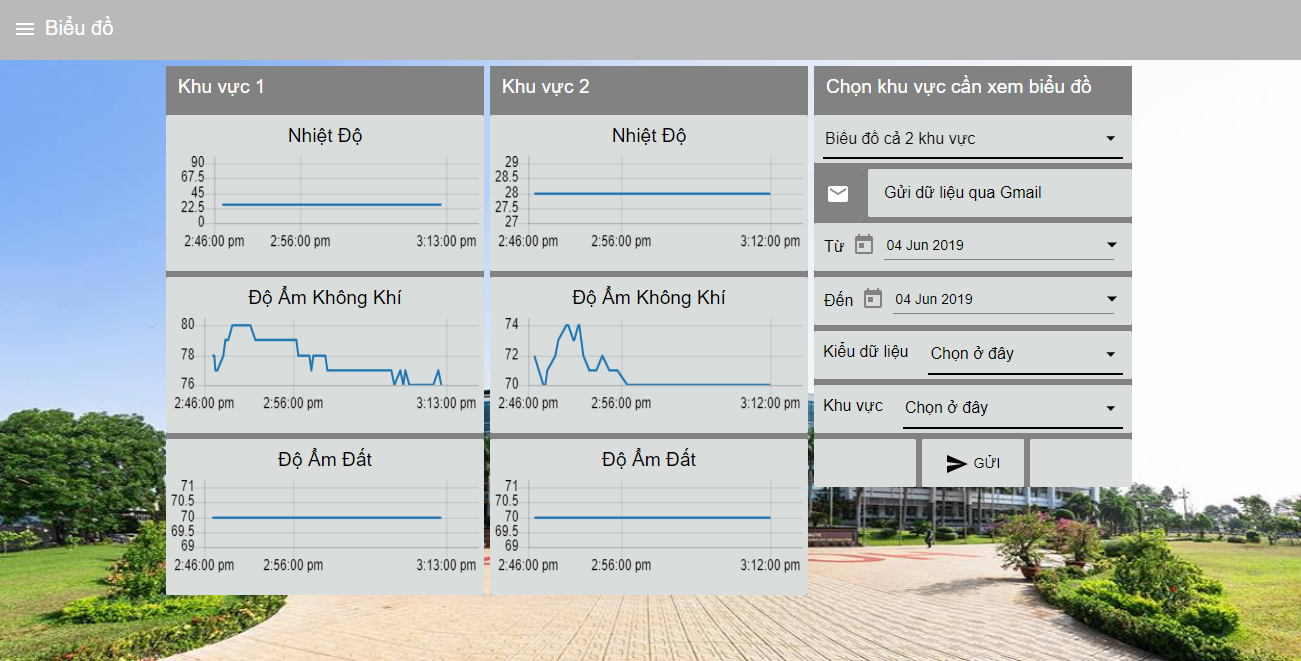 Biểu đồ
Khu vực 1
Nhiệt Độ
90
67.5
45
22.5
0
2:46:00 pm 2:56:00 pm 3:13:00 pm
Độ Ẩm Không Khí
80
78
76
2:46:00 pm 2:56:00 pm 3:13:00 pm
Độ Ẩm Đất
71
70.5
70
69.5
69
2:46:00 pm 2:56:00 pm 3:13:00 pm
Khu vực 2
Nhiệt Độ
29
28.5
28
27.5
27
2:46:00 pm 2:56:00 pm 3:12:00 pm
Độ Ẩm Không Khí
74
72
70
2:46:00 pm 2:56:00 pm 3:12:00 pm
Độ Ẩm Đất
71
70.5
70
69.5
69
2:46:00 pm 2:56:00 pm 3:12:00 pm
Chọn khu vực cần xem biểu đồ
Biêu đồ cả 2 khu vực
Gửi dữ liệu qua Gmail
Từ 04 Jun 2019
Đến 04 Jun 2019
Kiểu dữ liệu Chọn ở đây
Khu vực Chọn ở đây
GỬI